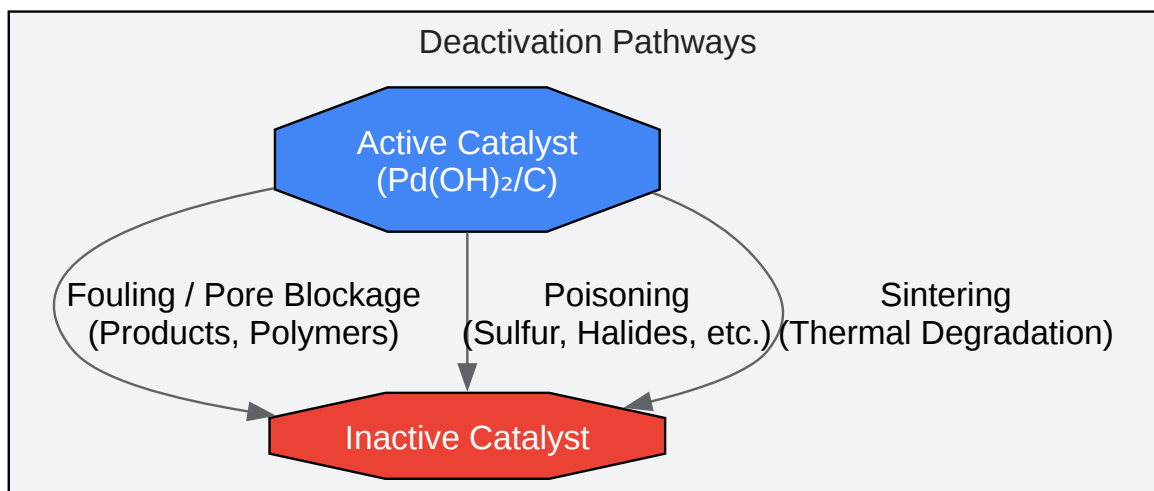 Deactivation Pathways
Active Catalyst
(Pd(OH)₂/C)
Fouling / Pore Blockage
(Products, Polymers)
Poisoning
(Sulfur, Halides, etc.)
Sintering
(Thermal Degradation)
Inactive Catalyst